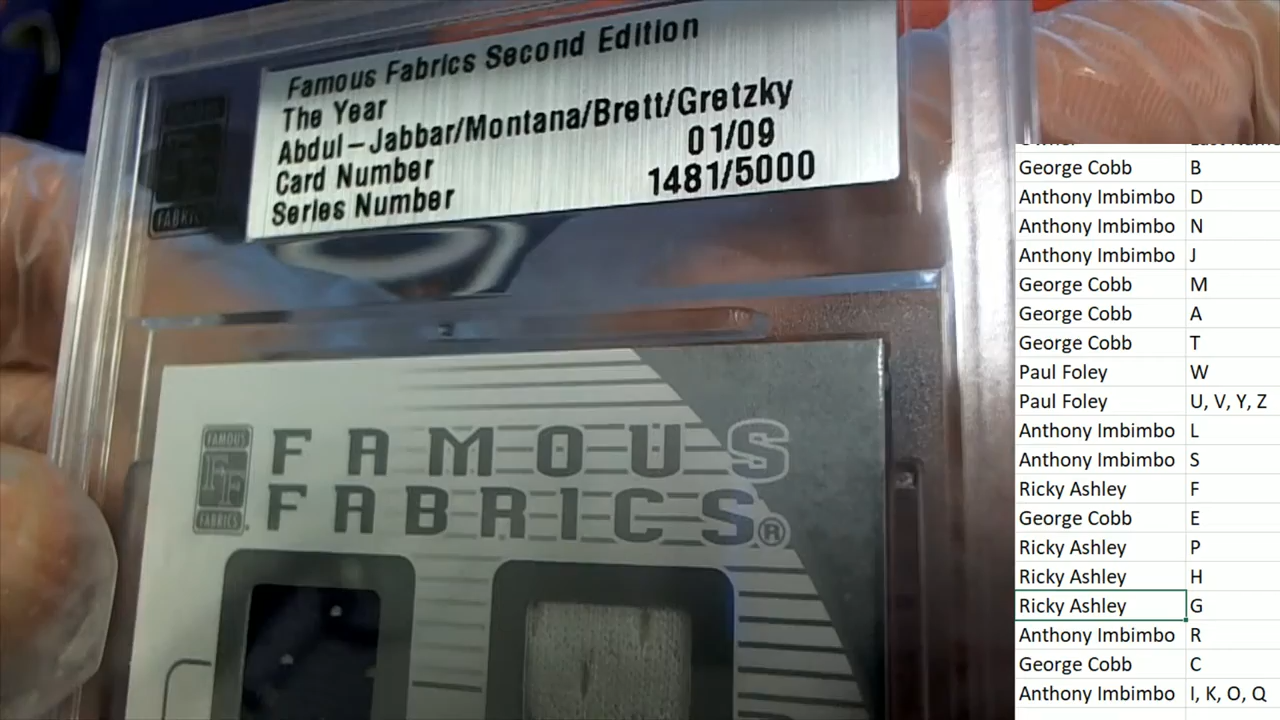 Famous Fabrics Second Edition
The Year
Abdul-Jabbar/Montana/Brett/Gretzky
Card Number 01/09
Series Number 1481/5000
FAMOUS
FF
FABRICS
FAMOUS
FABRICS®
George Cobb B
Anthony Imbimbo D
Anthony Imbimbo N
Anthony Imbimbo J
George Cobb M
George Cobb A
George Cobb T
Paul Foley W
Paul Foley U, V, Y, Z
Anthony Imbimbo L
Anthony Imbimbo S
Ricky Ashley F
George Cobb E
Ricky Ashley P
Ricky Ashley H
Ricky Ashley G
Anthony Imbimbo R
George Cobb C
Anthony Imbimbo I, K, O, Q